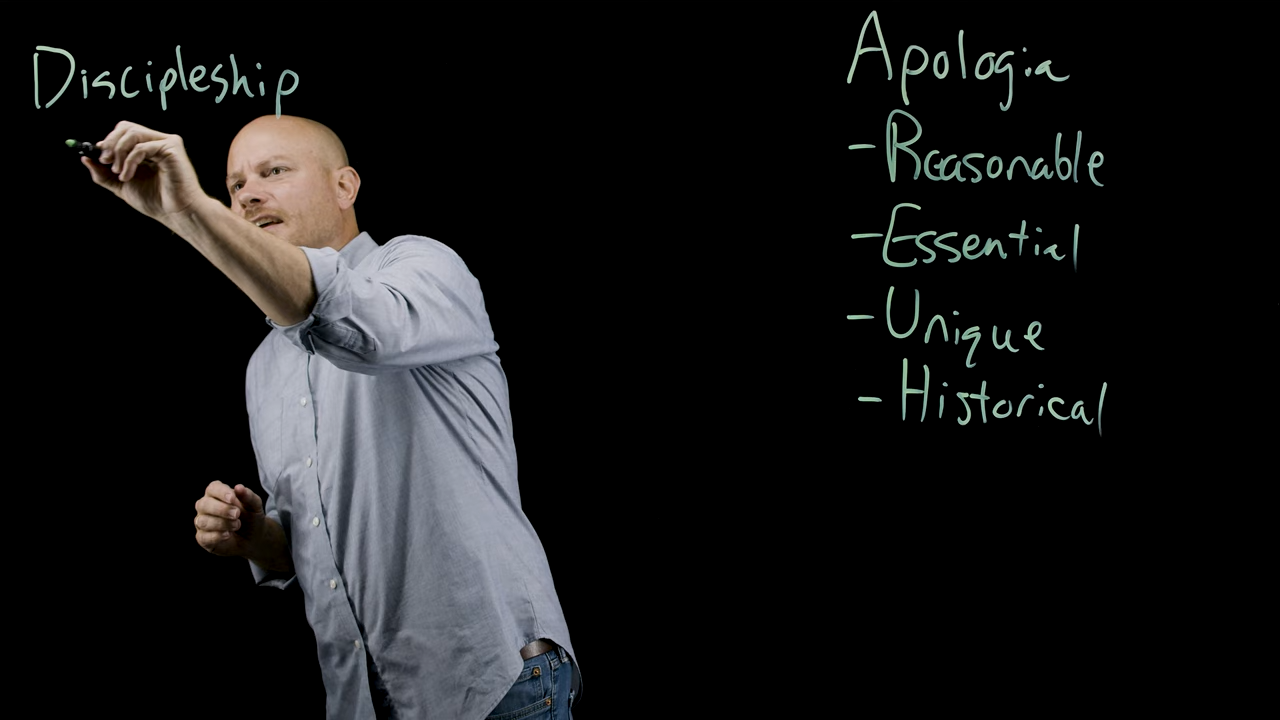 Discipleship
Apologia
- Reasonable
- Essential
- Unique
- Historical